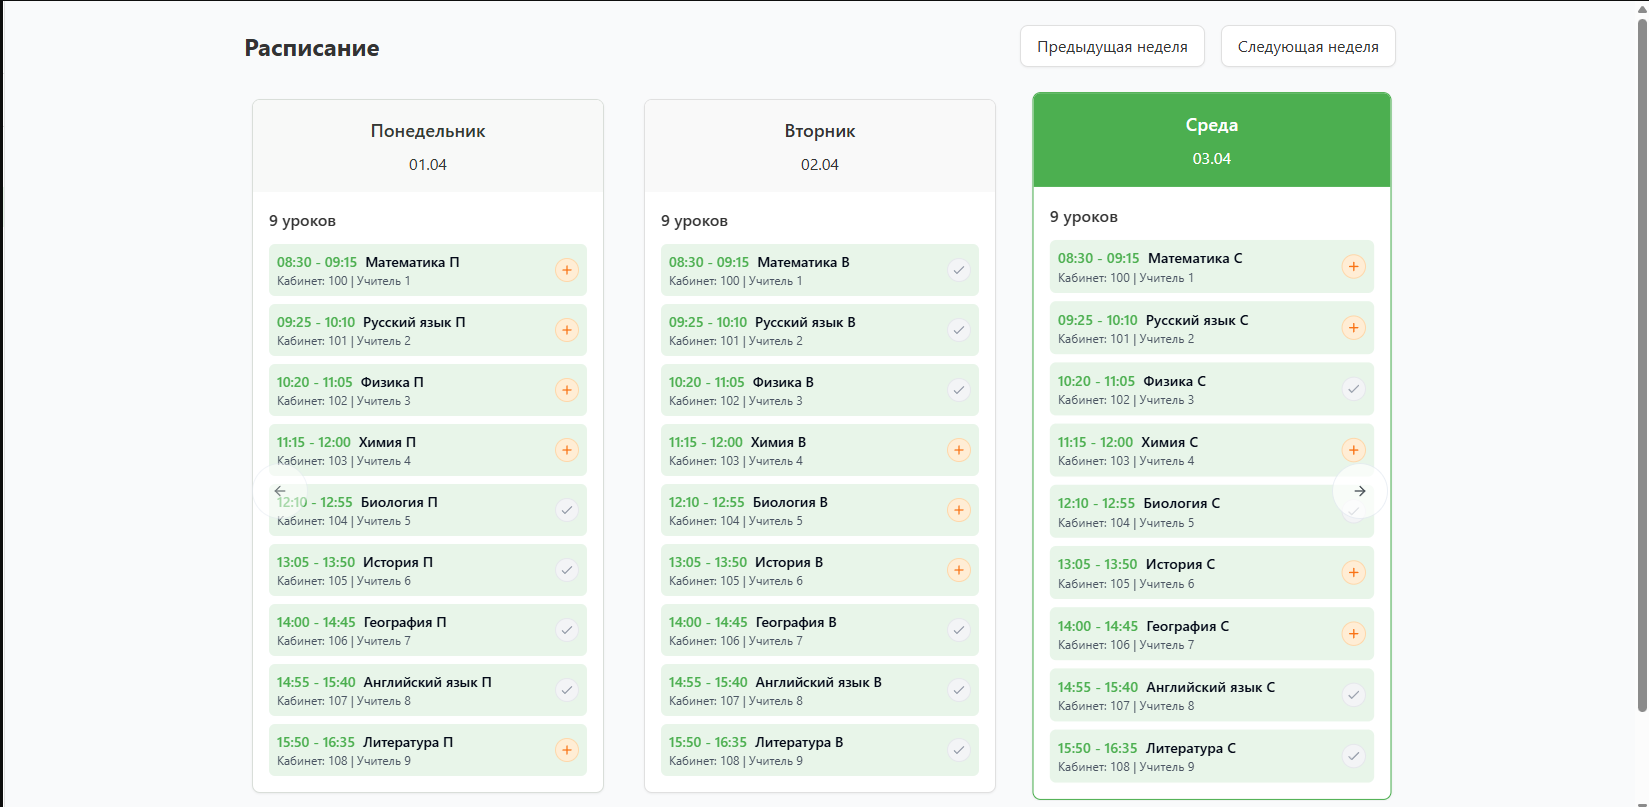 Расписание
Предыдущая неделя
Следующая неделя
Понедельник
01.04
9 уроков
08:30 - 09:15 Математика П
Кабинет: 100 | Учитель 1
09:25 - 10:10 Русский язык П
Кабинет: 101 | Учитель 2
10:20 - 11:05 Физика П
Кабинет: 102 | Учитель 3
11:15 - 12:00 Химия П
Кабинет: 103 | Учитель 4
12:10 - 12:55 Биология П
Кабинет: 104 | Учитель 5
13:05 - 13:50 История П
Кабинет: 105 | Учитель 6
14:00 - 14:45 География П
Кабинет: 106 | Учитель 7
14:55 - 15:40 Английский язык П
Кабинет: 107 | Учитель 8
15:50 - 16:35 Литература П
Кабинет: 108 | Учитель 9
Вторник
02.04
9 уроков
08:30 - 09:15 Математика В
Кабинет: 100 | Учитель 1
09:25 - 10:10 Русский язык В
Кабинет: 101 | Учитель 2
10:20 - 11:05 Физика В
Кабинет: 102 | Учитель 3
11:15 - 12:00 Химия В
Кабинет: 103 | Учитель 4
12:10 - 12:55 Биология В
Кабинет: 104 | Учитель 5
13:05 - 13:50 История В
Кабинет: 105 | Учитель 6
14:00 - 14:45 География В
Кабинет: 106 | Учитель 7
14:55 - 15:40 Английский язык В
Кабинет: 107 | Учитель 8
15:50 - 16:35 Литература В
Кабинет: 108 | Учитель 9
Среда
03.04
9 уроков
08:30 - 09:15 Математика С
Кабинет: 100 | Учитель 1
09:25 - 10:10 Русский язык С
Кабинет: 101 | Учитель 2
10:20 - 11:05 Физика С
Кабинет: 102 | Учитель 3
11:15 - 12:00 Химия С
Кабинет: 103 | Учитель 4
12:10 - 12:55 Биология С
Кабинет: 104 | Учитель 5
13:05 - 13:50 История С
Кабинет: 105 | Учитель 6
14:00 - 14:45 География С
Кабинет: 106 | Учитель 7
14:55 - 15:40 Английский язык С
Кабинет: 107 | Учитель 8
15:50 - 16:35 Литература С
Кабинет: 108 | Учитель 9